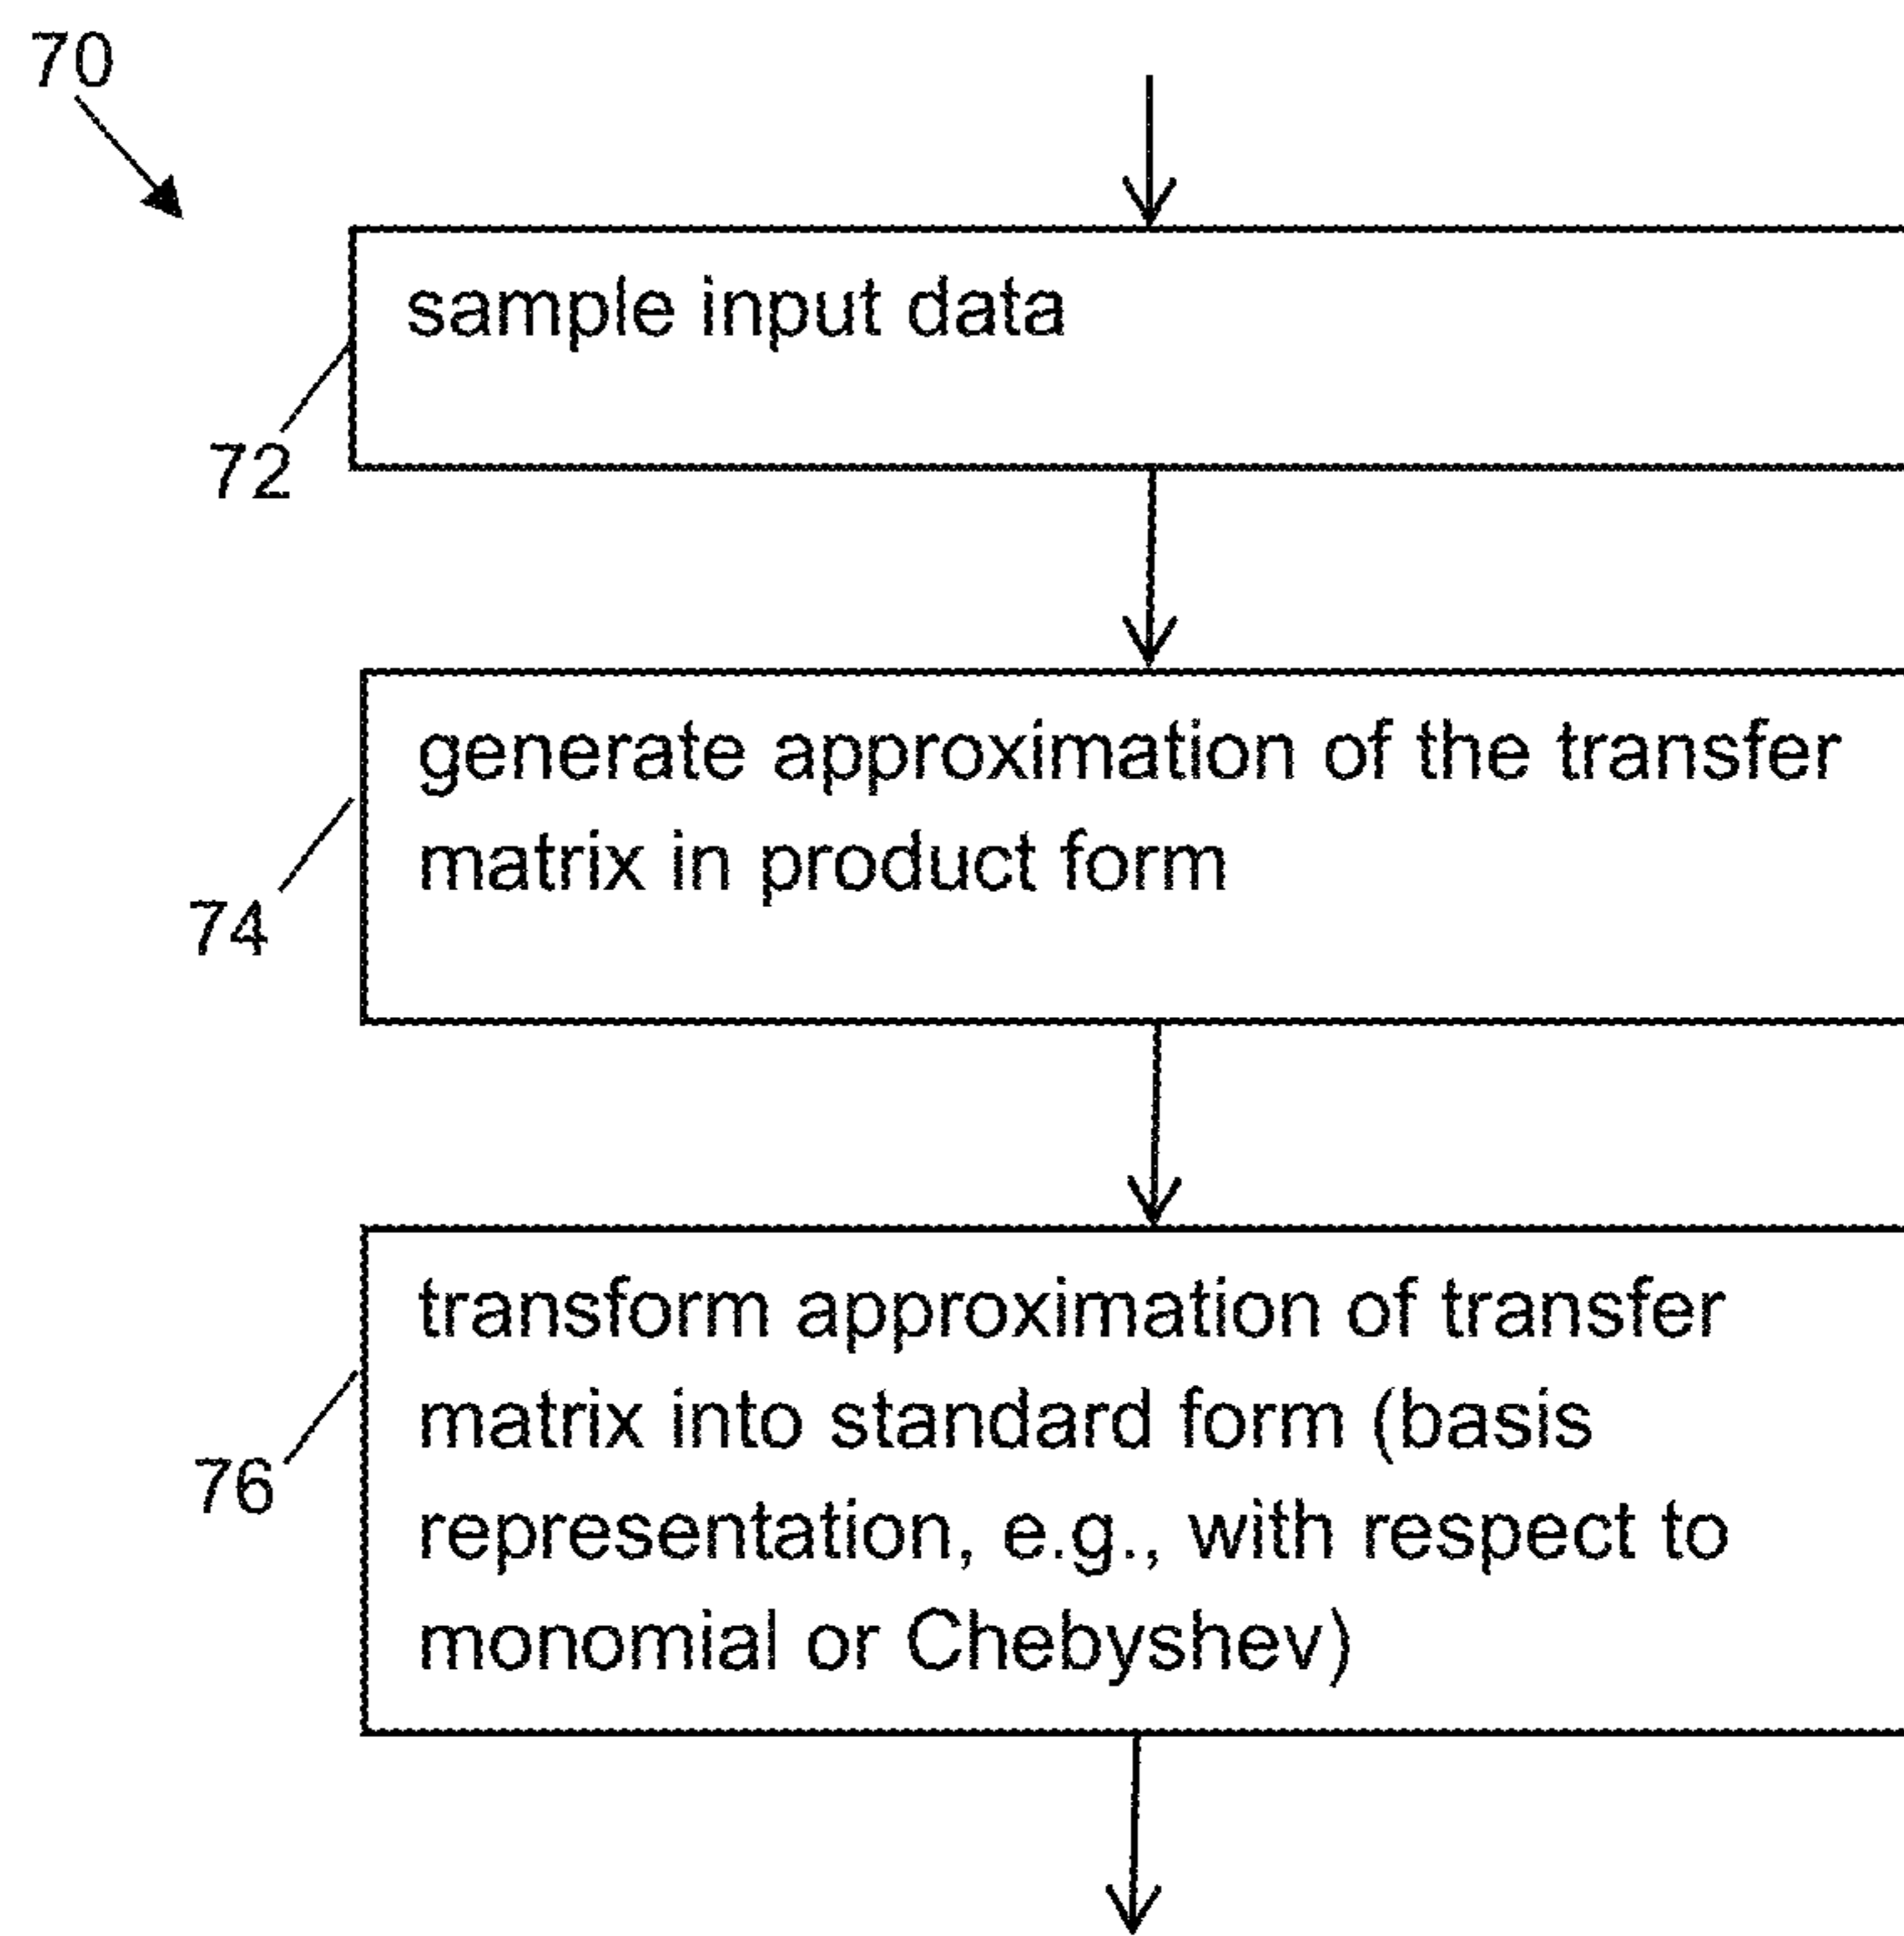 70
sample input data
72
generate approximation of the transfer
matrix in product form
74
transform approximation of transfer
matrix into standard form (basis
representation, e.g., with respect to
monomial or Chebyshev)
76